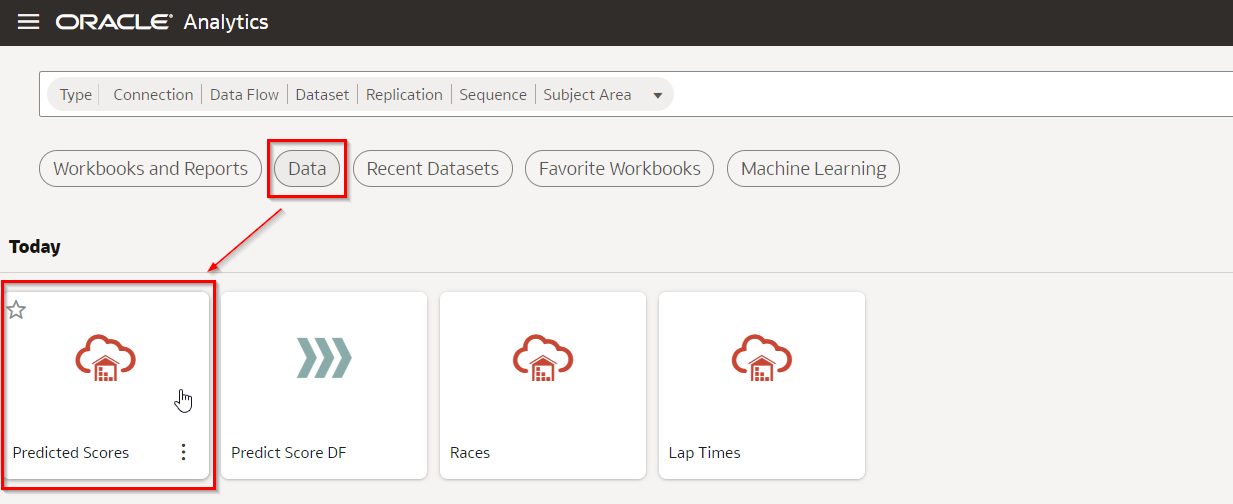 ORACLE Analytics
Type Connection Data Flow Dataset Replication Sequence Subject Area
Workbooks and Reports Data Recent Datasets Favorite Workbooks Machine Learning
Today
Predicted Scores Predict Score DF Races Lap Times